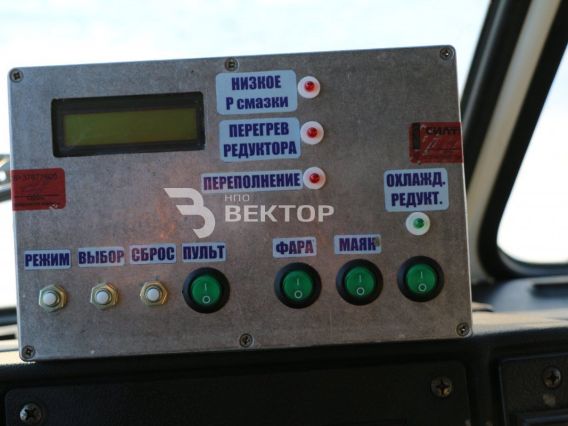 НИЗКОЕ
Р смазки
ПЕРЕГРЕВ
РЕДУКТОРА
ПЕРЕПОЛНЕНИЕ
ОХЛАЖД.
РЕДУКТ.
НПО
ВЕКТОР
РЕЖИМ
ВЫБОР
СБРОС
ПУЛЬТ
ФАРА
МАЯК